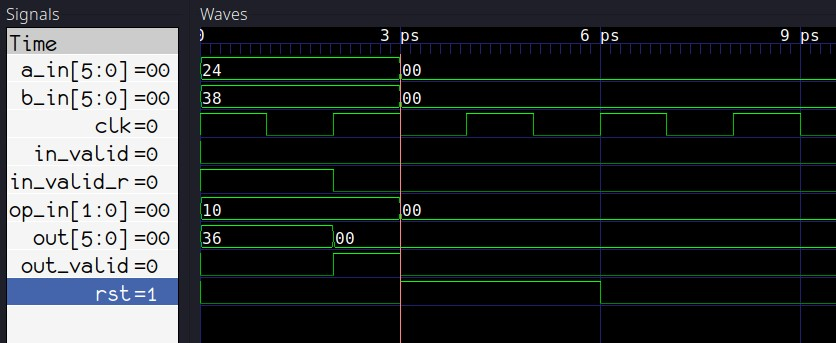 Signals
Waves
Time
3 ps
6 ps
9 ps
a_in[5:0]=00
24
00
b_in[5:0]=00
38
00
clk=0
in_valid=0
in_valid_r=0
op_in[1:0]=00
10
00
out[5:0]=00
36
00
out_valid=0
rst=1